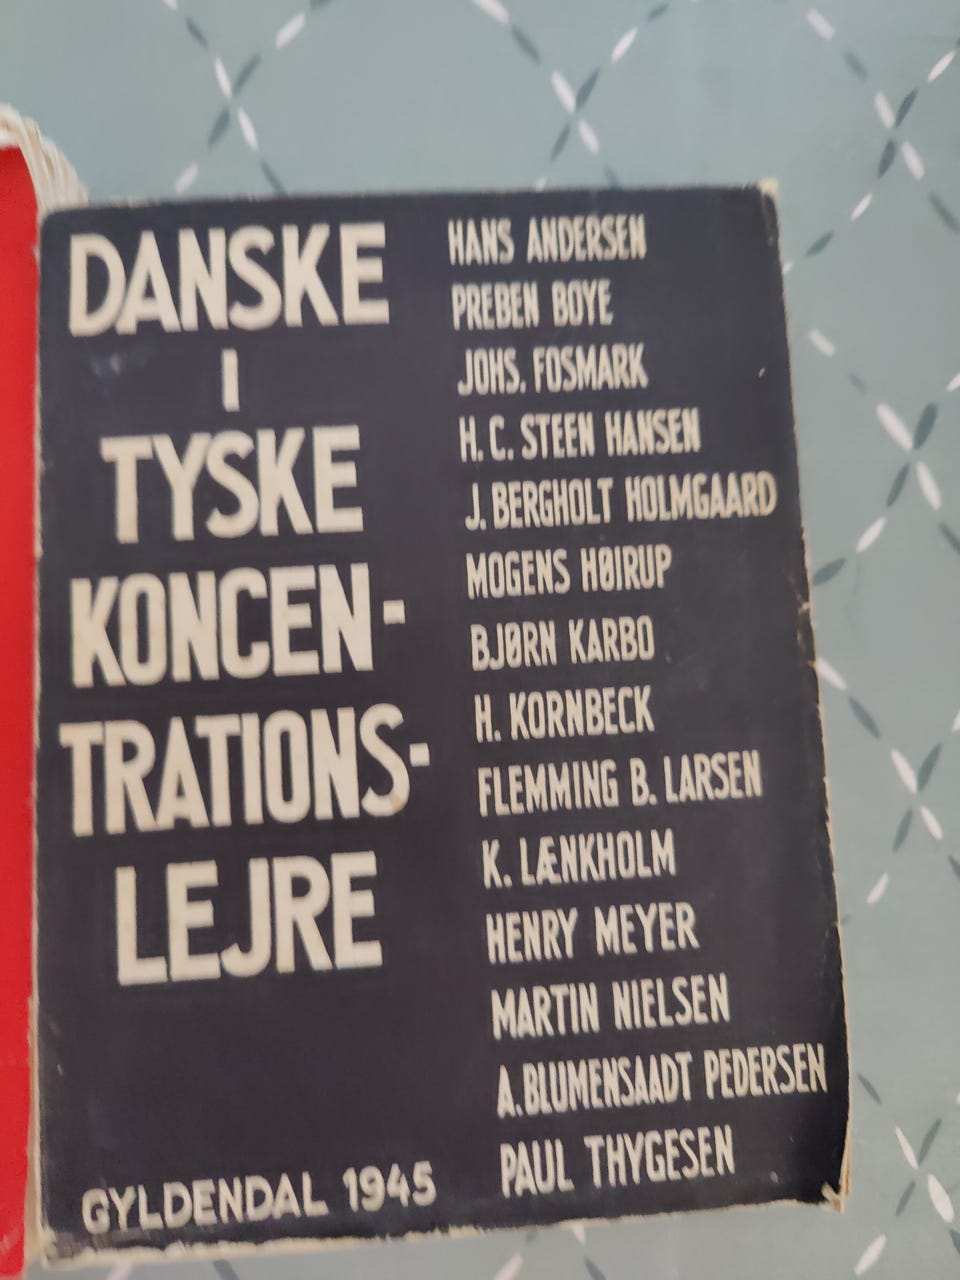 DANSKE
I
TYSKE
KONCEN-
TRATIONS-
LEJRE
HANS ANDERSEN
PREBEN BOYE
JOHS. FOSMARK
H. C. STEEN HANSEN
J. BERGHOLT HOLMGAARD
MOGENS HØIRUP
BJØRN KARBO
H. KORNBECK
FLEMMING B. LARSEN
K. LÆNKHOLM
HENRY MEYER
MARTIN NIELSEN
A. BLUMENSAADT PEDERSEN
PAUL THYGESEN
GYLDENDAL 1945